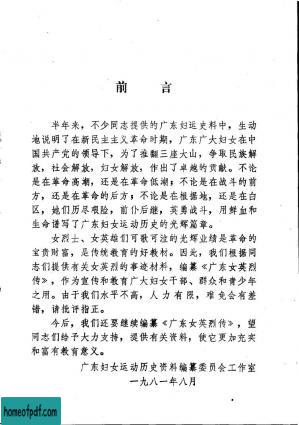 前言
半年来，不少同志提供的广东妇运史料中，生动
地说明了在新民主主义革命时期，广东广大妇女在中
国共产党的领导下，为了推翻三座大山，争取民族解
放，社会解放，妇女解放，作出了卓越的贡献。不论
是在革命高潮，还是在革命低潮；不论是在战斗的前
方，还是在革命的后方；不论是在根据地，还是在白
区，她们历尽艰险，前仆后继，英勇战斗，用鲜血和
生命谱写了广东妇女运动历史的光辉篇章。
女烈士、女英雄们可歌可泣的光辉业绩是革命的
宝贵财富，是传统教育的好教材。因此，我们根据同
志们提供有关女英烈的事迹材料，编纂《广东女英烈
传》，作为宣传和教育广大妇女干部、群众和青少年
之用。由于我们水平不高，人力有限，难免会有差
错，请批评指正。
今后，我们还要继续编纂《广东女英烈传》，望
同志们给予大力支持，提供有关资料，使它更加充实
和富有教育意义。
广东妇女运动历史资料编纂委员会工作室
一九八一年八月
homeofpdf.com
homeofpdf.com